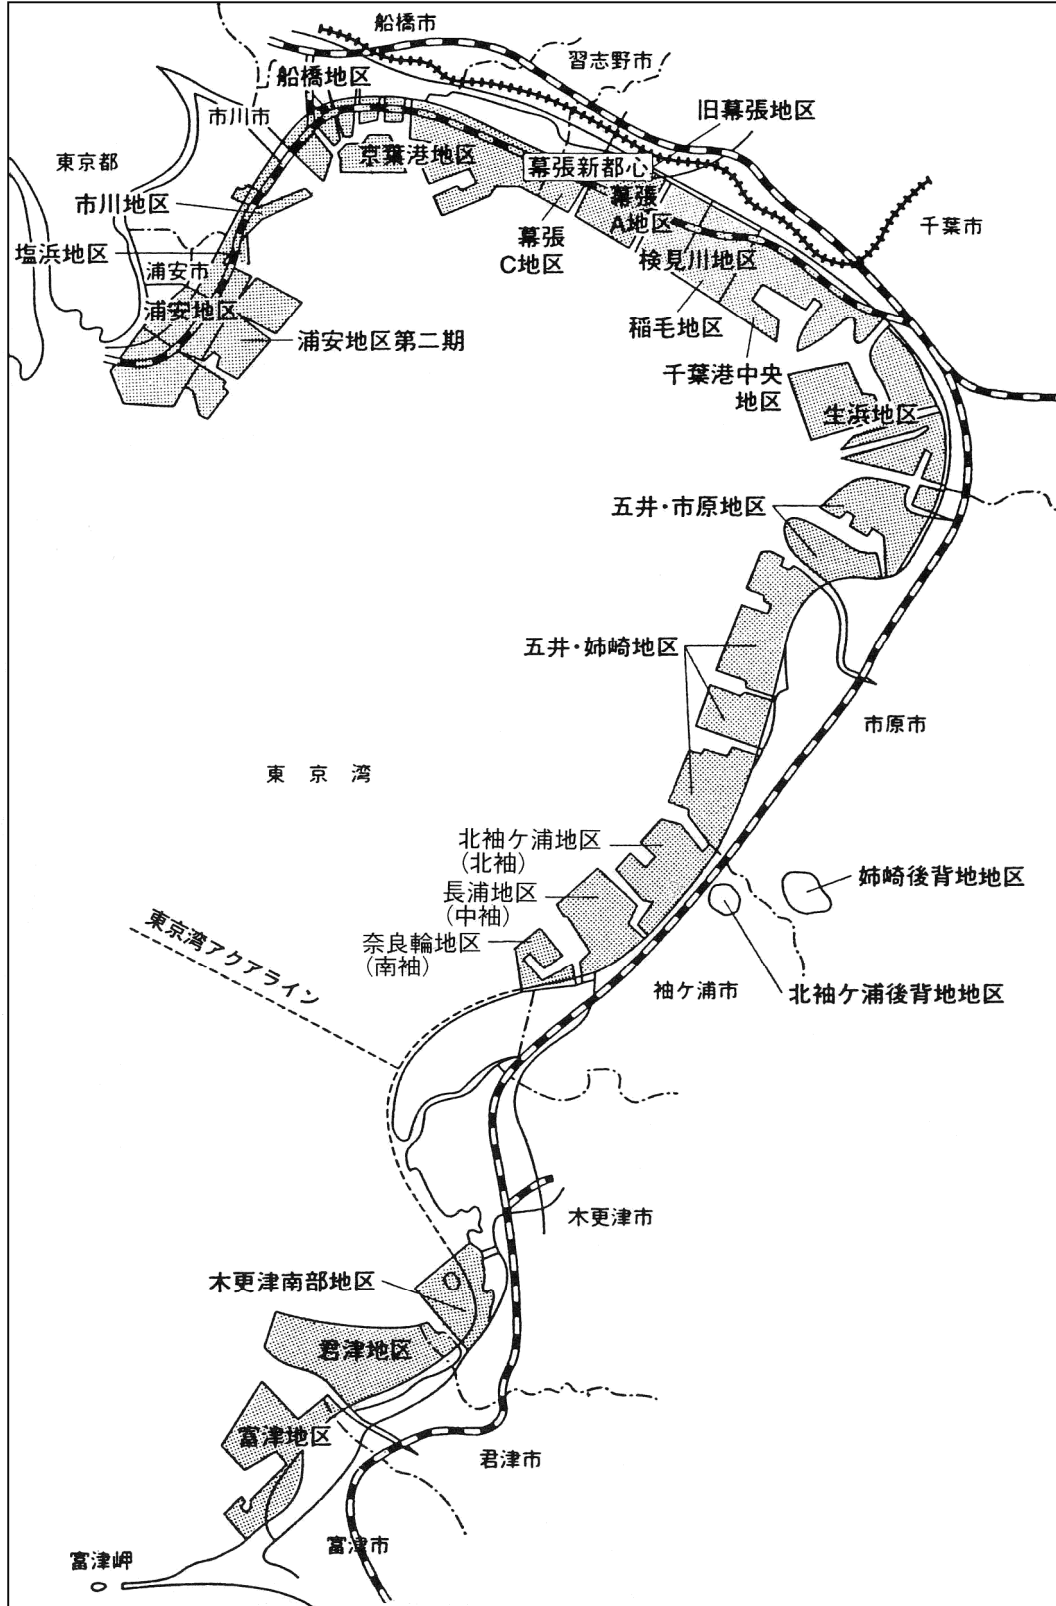 船橋市
習志野市
船橋地区
市川市
旧幕張地区
東京都
京葉港地区
幕張新都心
市川地区
幕張
A地区
千葉市
塩浜地区
幕張
C地区
検見川地区
浦安市
浦安地区
稲毛地区
浦安地区第二期
千葉港中央
地区
生浜地区
五井・市原地区
五井・姉崎地区
市原市
東京湾
北袖ケ浦地区
(北袖)
姉崎後背地地区
長浦地区
(中袖)
奈良輪地区
(南袖)
東京湾アクアライン
袖ケ浦市
北袖ケ浦後背地地区
木更津市
木更津南部地区
君津地区
富津地区
君津市
富津市
富津岬